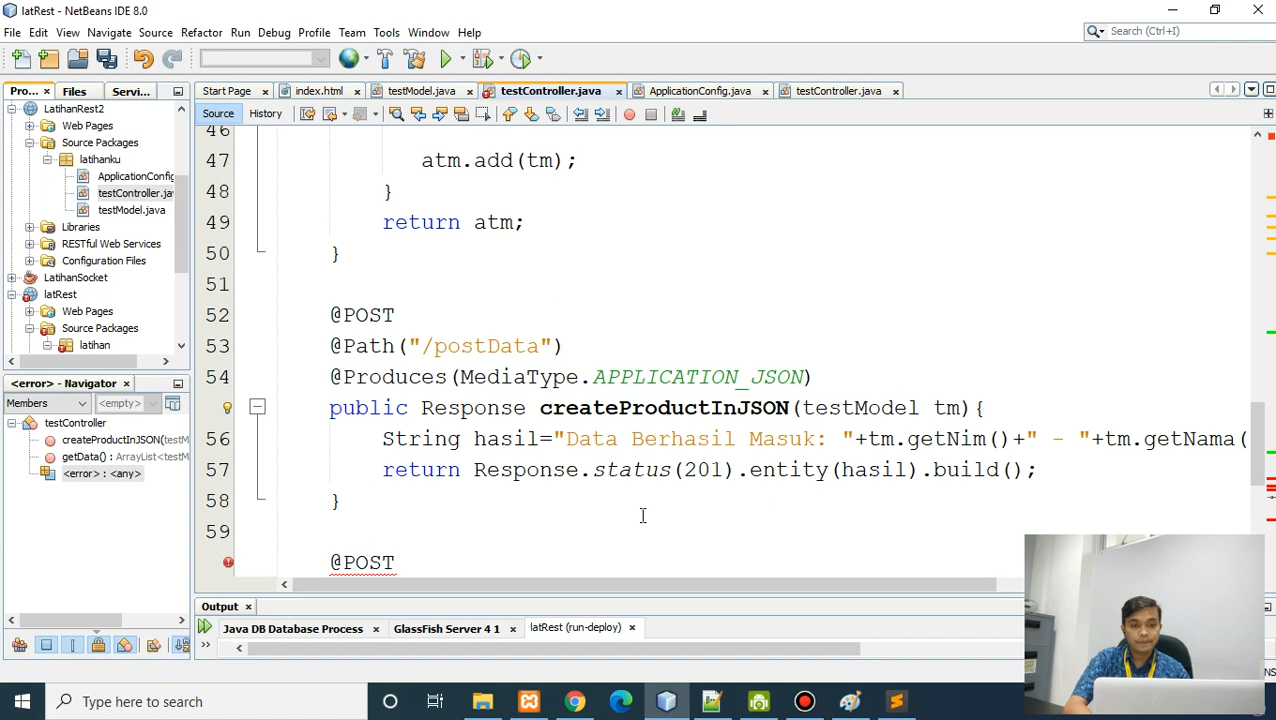 latRest - NetBeans IDE 8.0
File Edit View Navigate Source Refactor Run Debug Profile Team Tools Window Help
Search (Ctrl+I)
Pro... Files Servi...
Start Page index.html testModel.java testController.java ApplicationConfig.java testController.java
Source History
LatihanRest2
Web Pages
Source Packages
latihanku
ApplicationConfig
testController.ja
testModel.java
Libraries
RESTful Web Services
Configuration Files
LatihanSocket
latRest
Web Pages
Source Packages
latihan
46
47 atm.add(tm);
48 }
49 return atm;
50 }
51
52 @POST
53 @Path("/postData")
54 @Produces(MediaType.APPLICATION_JSON)
public Response createProductInJSON(testModel tm){
56 String hasil="Data Berhasil Masuk: "+tm.getNim()+" - "+tm.getNama(
57 return Response.status(201).entity(hasil).build();
58 }
59
@POST
<error> - Navigator
Members <empty>
testController
createProductInJSON(testM
getData() : ArrayList<testM
<error> : <any>
Output
Java DB Database Process GlassFish Server 4 1 latRest (run-deploy)
Type here to search